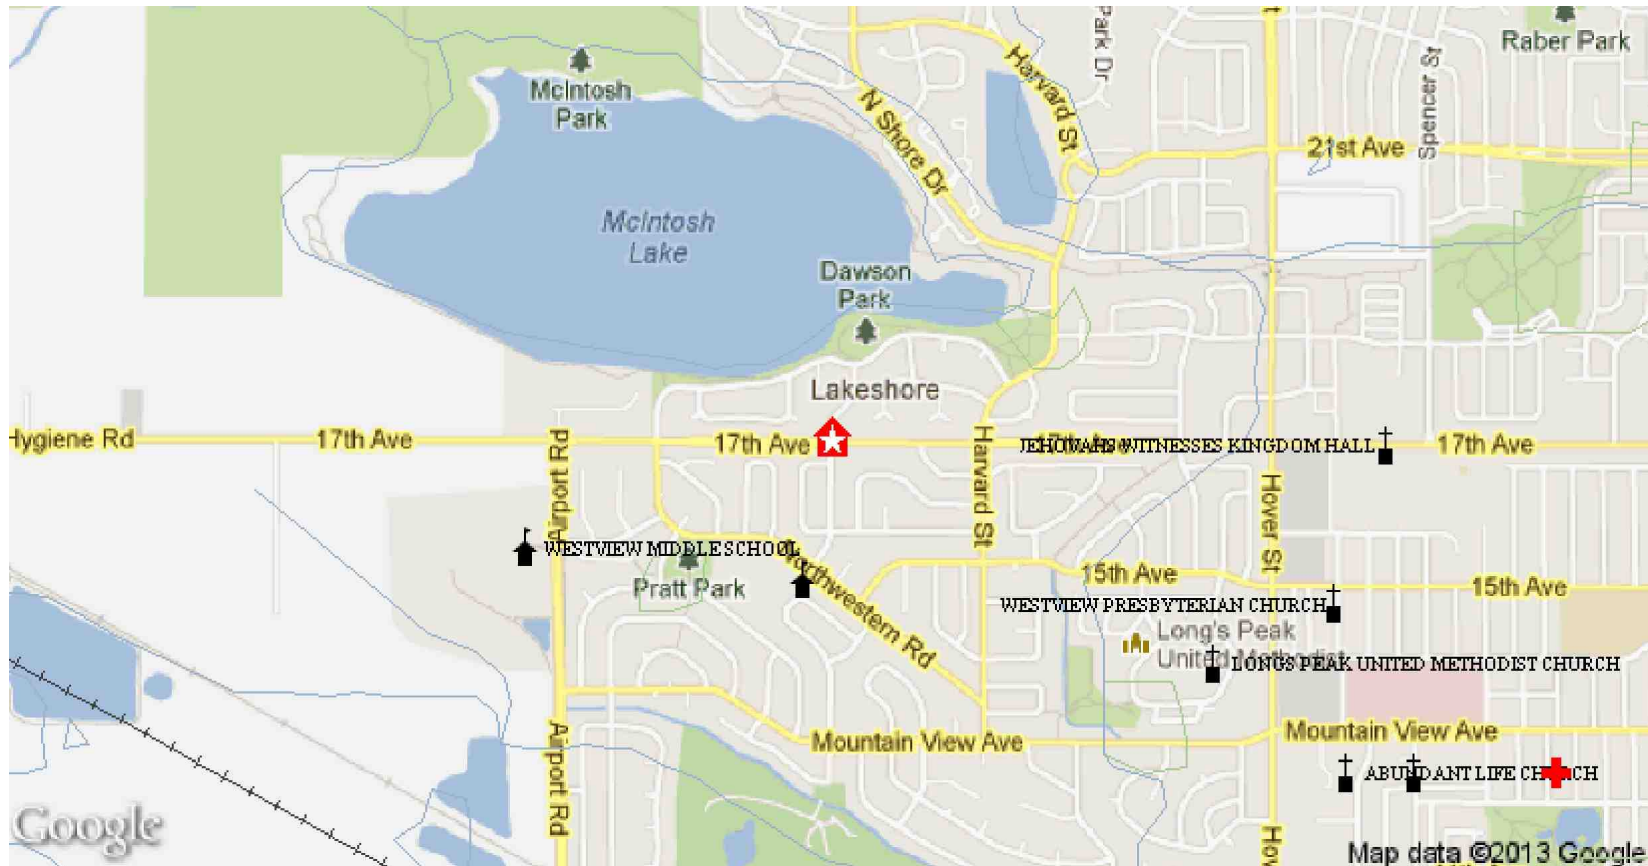 Raber Park
McIntosh
Park
Park Dr
Harvard St
N Shore Dr
21st Ave
Spencer St
McIntosh
Lake
Dawson
Park
Lakeshore
Hygiene Rd
17th Ave
17th Ave
JEHOVAHS WITNESSES KINGDOM HALL
17th Ave
Airport Rd
Harvard St
Hover St
WESTVIEW MIDDLE SCHOOL
Pratt Park
Northwestern Rd
15th Ave
15th Ave
WESTVIEW PRESBYTERIAN CHURCH
Long's Peak
United Methodist
LONGS PEAK UNITED METHODIST CHURCH
Airport Rd
Mountain View Ave
Mountain View Ave
ABUNDANT LIFE CHURCH
Google
Map data ©2013 Google